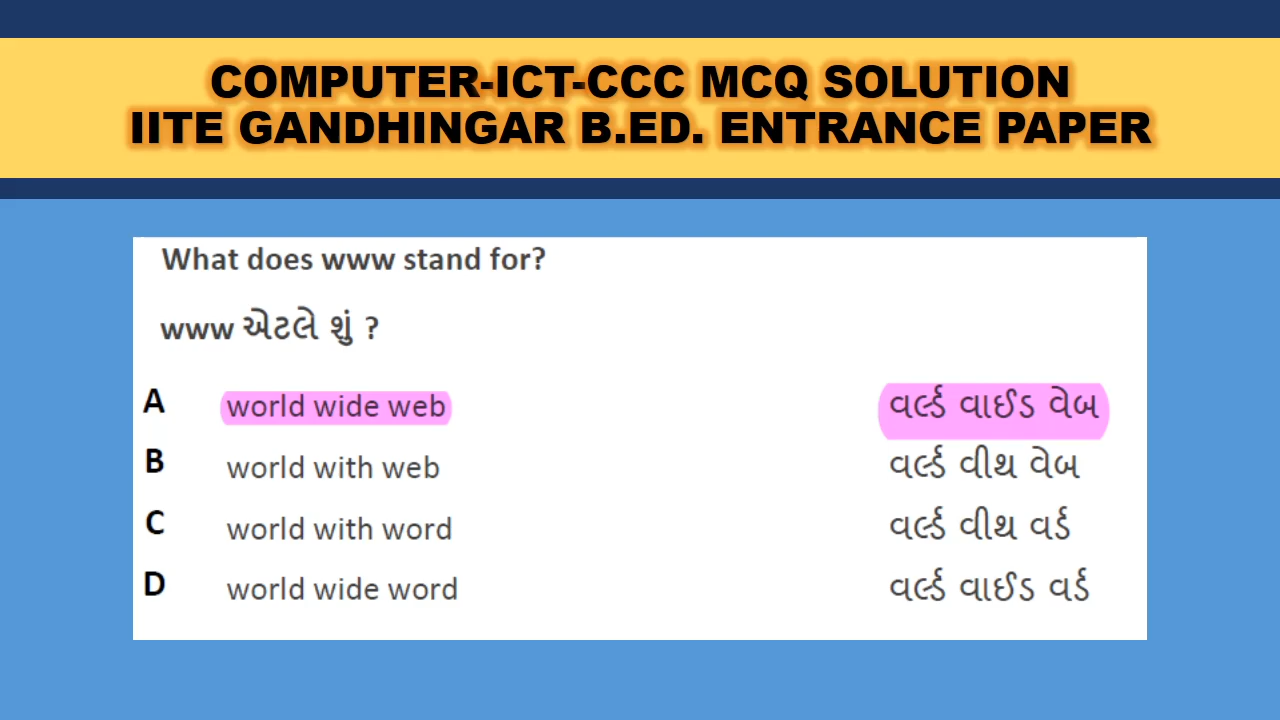 COMPUTER-ICT-CCC MCQ SOLUTION
IITE GANDHINGAR B.ED. ENTRANCE PAPER
What does www stand for?
www એટલે શું ?
A world wide web વર્લ્ડ વાઈડ વેબ
B world with web વર્લ્ડ વીથ વેબ
C world with word વર્લ્ડ વીથ વર્ડ
D world wide word વર્લ્ડ વાઈડ વર્ડ